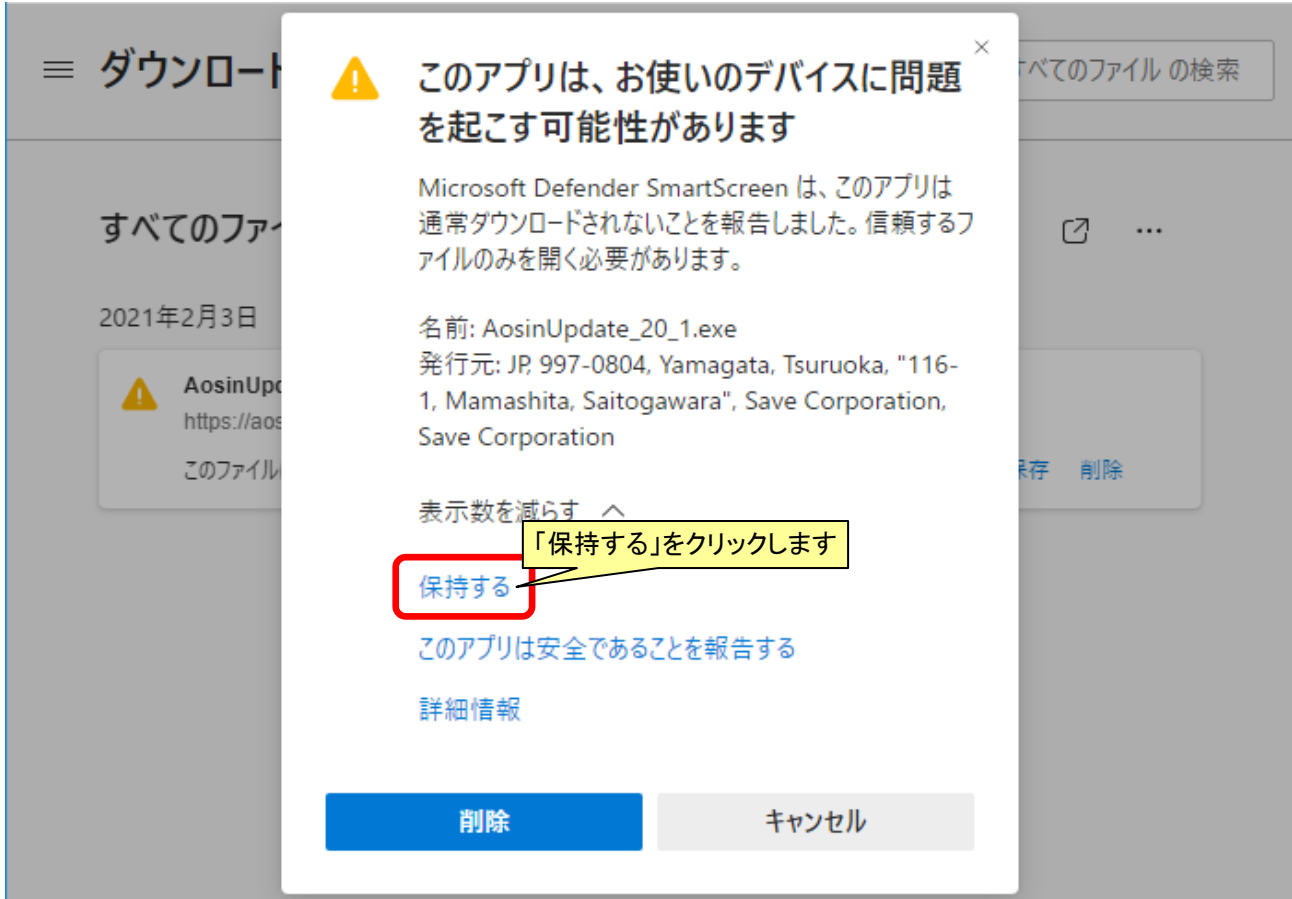 ダウンロード
すべてのファイル の検索
このアプリは、お使いのデバイスに問題
を起こす可能性があります
Microsoft Defender SmartScreen は、このアプリは
通常ダウンロードされないことを報告しました。信頼するフ
ァイルのみを開く必要があります。
すべてのファイ
2021年2月3日
名前: AosinUpdate_20_1.exe
発行元: JP, 997-0804, Yamagata, Tsuruoka, "116-
1, Mamashita, Saitogawara", Save Corporation,
Save Corporation
AosinUpd
https://aos
このファイル
保存 削除
表示数を減らす
「保持する」をクリックします
保持する
このアプリは安全であることを報告する
詳細情報
削除
キャンセル